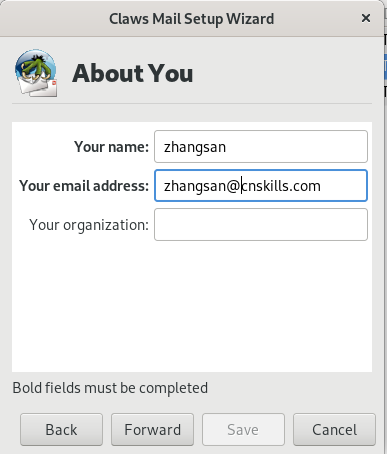 Claws Mail Setup Wizard ×
About You
Your name: zhangsan
Your email address: zhangsan@cnskills.com
Your organization:
Bold fields must be completed
Back Forward Save Cancel